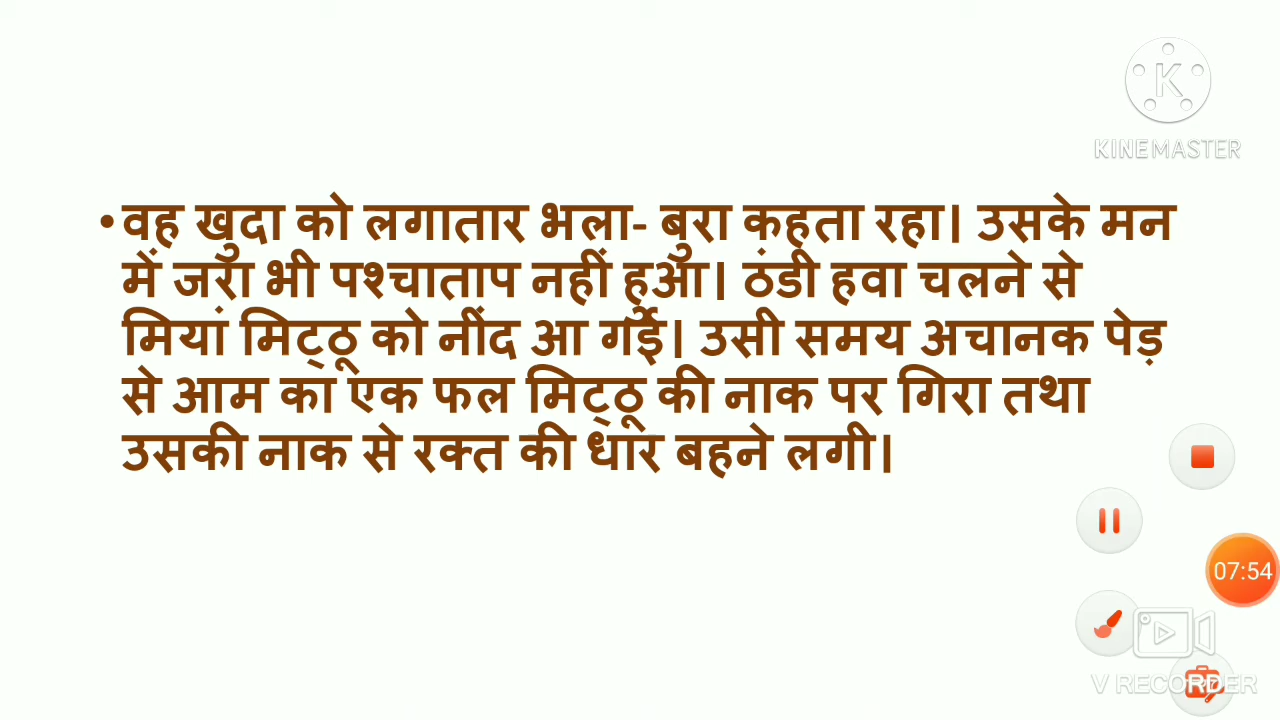 K
KINEMASTER
•वह खुदा को लगातार भला- बुरा कहता रहा। उसके मन
में जरा भी पश्चाताप नहीं हुआ। ठंडी हवा चलने से
मियां मिट्ठू को नींद आ गई। उसी समय अचानक पेड़
से आम का एक फल मिट्ठू की नाक पर गिरा तथा
उसकी नाक से रक्त की धार बहने लगी।
07:54
V RECORDER